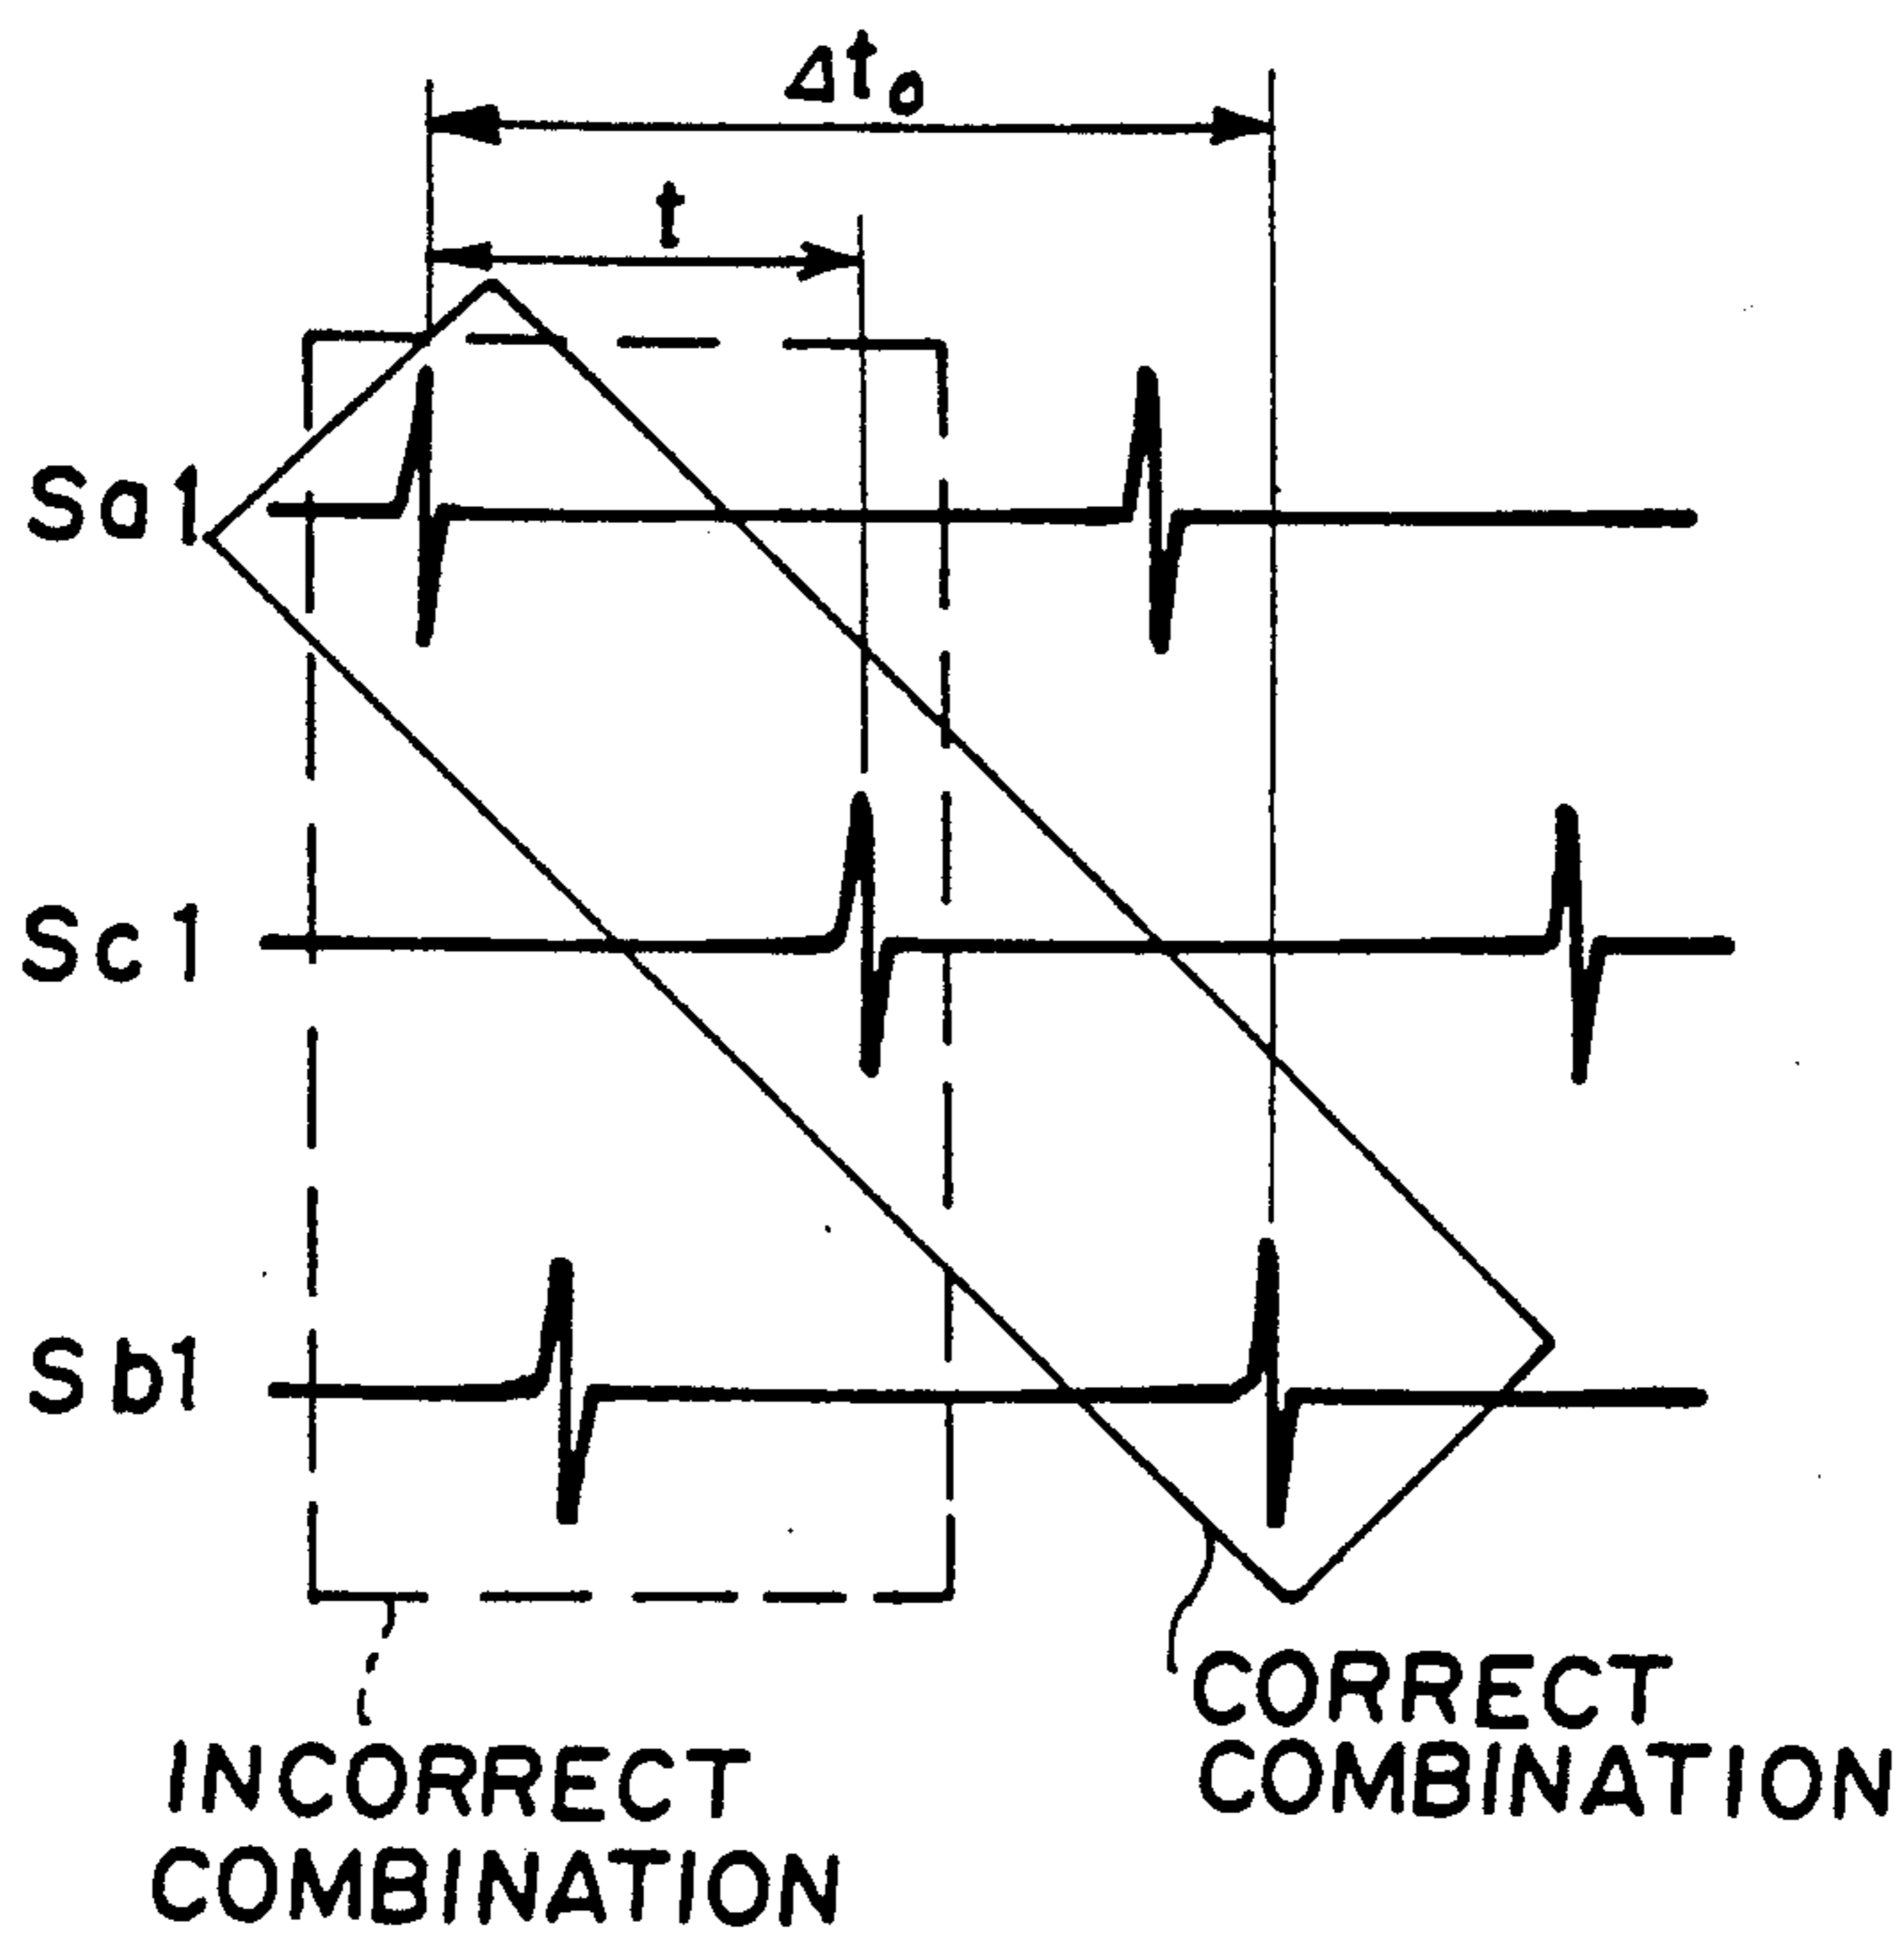 Δt₀
t
Sa1
Sc1
Sb1
CORRECT
COMBINATION
INCORRECT
COMBINATION